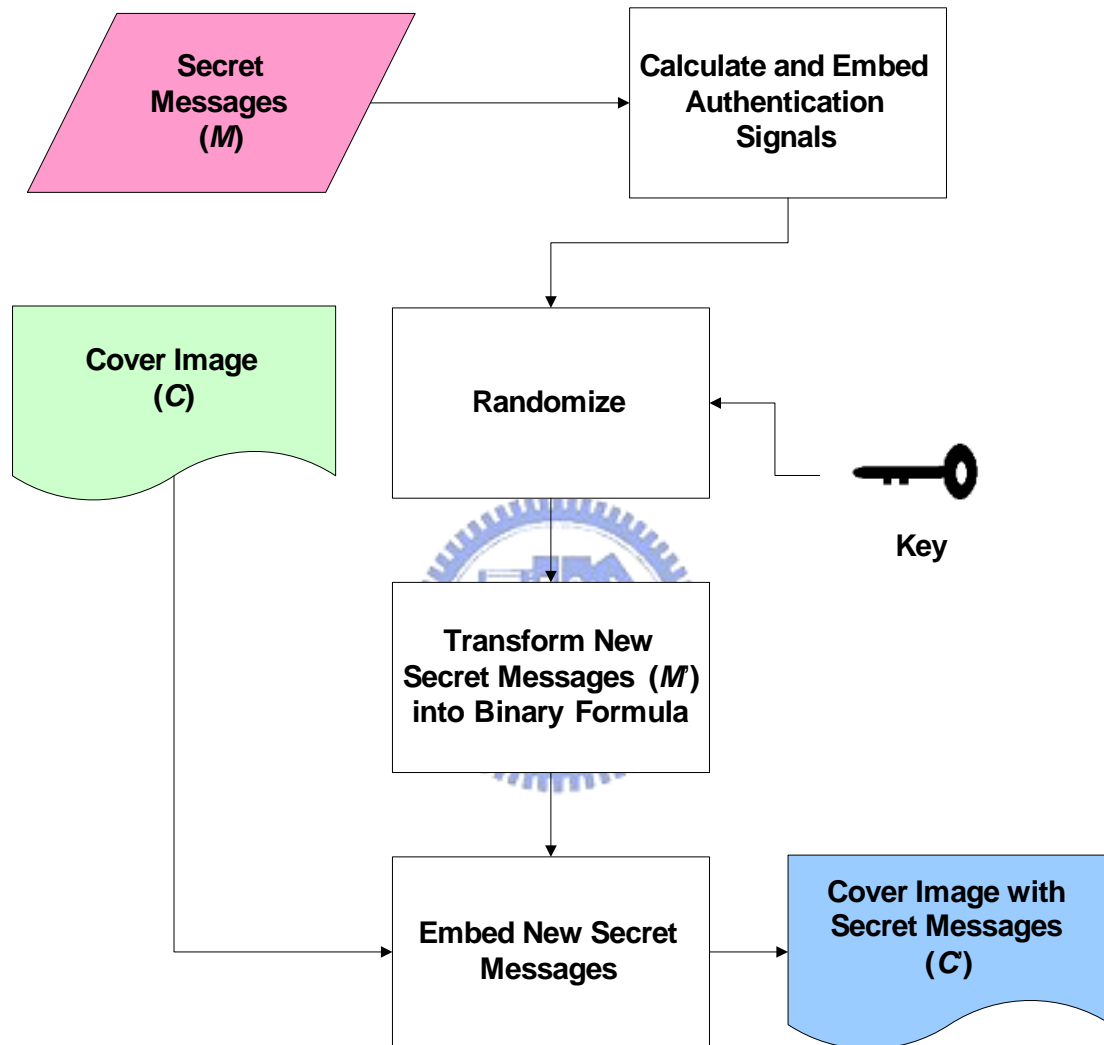 Secret
Messages
(M)
Calculate and Embed
Authentication
Signals
Cover Image
(C)
Randomize
Key
Transform New
Secret Messages (M')
into Binary Formula
Embed New Secret
Messages
Cover Image with
Secret Messages
(C')